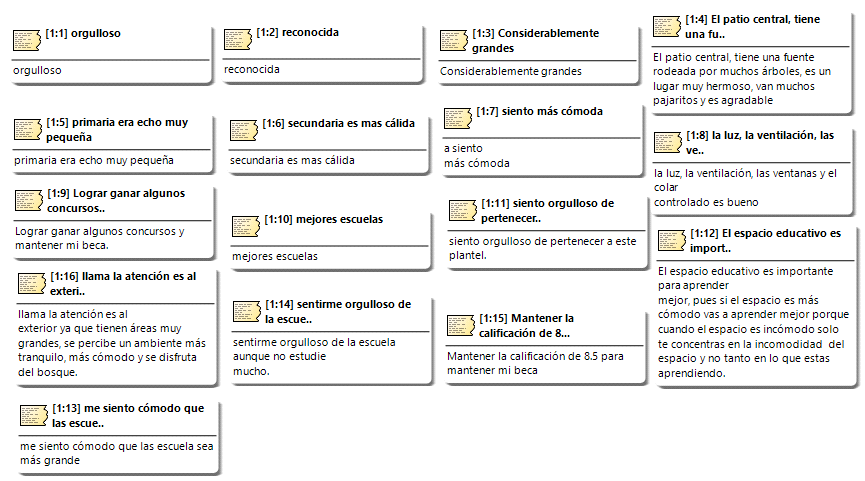 [1:1] orgulloso
orgulloso
[1:2] reconocida
reconocida
[1:3] Considerablemente
grandes
Considerablemente grandes
[1:4] El patio central, tiene
una fu..
El patio central, tiene una fuente
rodeada por muchos árboles, es un
lugar muy hermoso, van muchos
pajaritos y es agradable
[1:5] primaria era echo muy
pequeña
primaria era echo muy pequeña
[1:6] secundaria es mas cálida
secundaria es mas cálida
[1:7] siento más cómoda
a siento
más cómoda
[1:8] la luz, la ventilación, las
ve..
la luz, la ventilación, las ventanas y el
colar
controlado es bueno
[1:9] Lograr ganar algunos
concursos..
Lograr ganar algunos concursos y
mantener mi beca.
[1:10] mejores escuelas
mejores escuelas
[1:11] siento orgulloso de
pertenecer..
siento orgulloso de pertenecer a este
plantel.
[1:12] El espacio educativo es
import..
El espacio educativo es importante
para aprender
mejor, pues si el espacio es más
cómodo vas a aprender mejor porque
cuando el espacio es incómodo solo
te concentras en la incomodidad del
espacio y no tanto en lo que estas
aprendiendo.
[1:16] llama la atención es al
exteri..
llama la atención es al
exterior ya que tienen áreas muy
grandes, se percibe un ambiente más
tranquilo, más cómodo y se disfruta
del bosque.
[1:14] sentirme orgulloso de
la escue..
sentirme orgulloso de la escuela
aunque no estudie
mucho.
[1:15] Mantener la
calificación de 8...
Mantener la calificación de 8.5 para
mantener mi beca
[1:13] me siento cómodo que
las escue..
me siento cómodo que las escuela sea
más grande